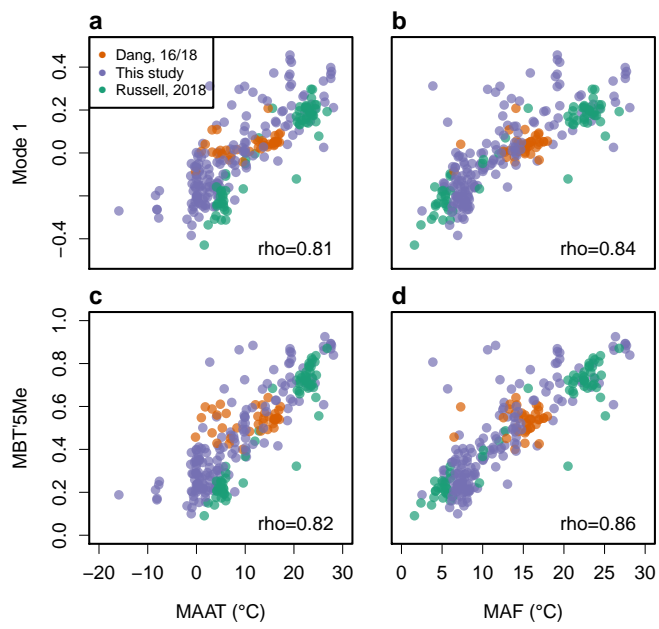 a
b
Dang, 16/18
This study
Russell, 2018
Mode 1
0.4
0.2
0.0
−0.4
rho=0.81
rho=0.84
c
d
MBT'5Me
1.0
0.8
0.6
0.4
0.2
0.0
rho=0.82
rho=0.86
−20 −10 0 10 20 30
0 5 10 15 20 25 30
MAAT (°C)
MAF (°C)